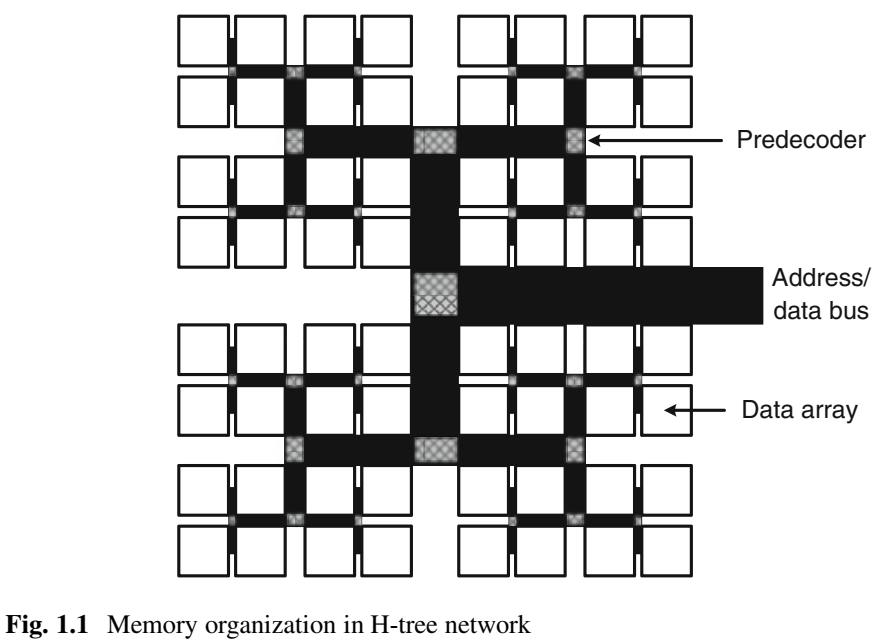 Predecoder
Address/
data bus
Data array
Fig. 1.1 Memory organization in H-tree network